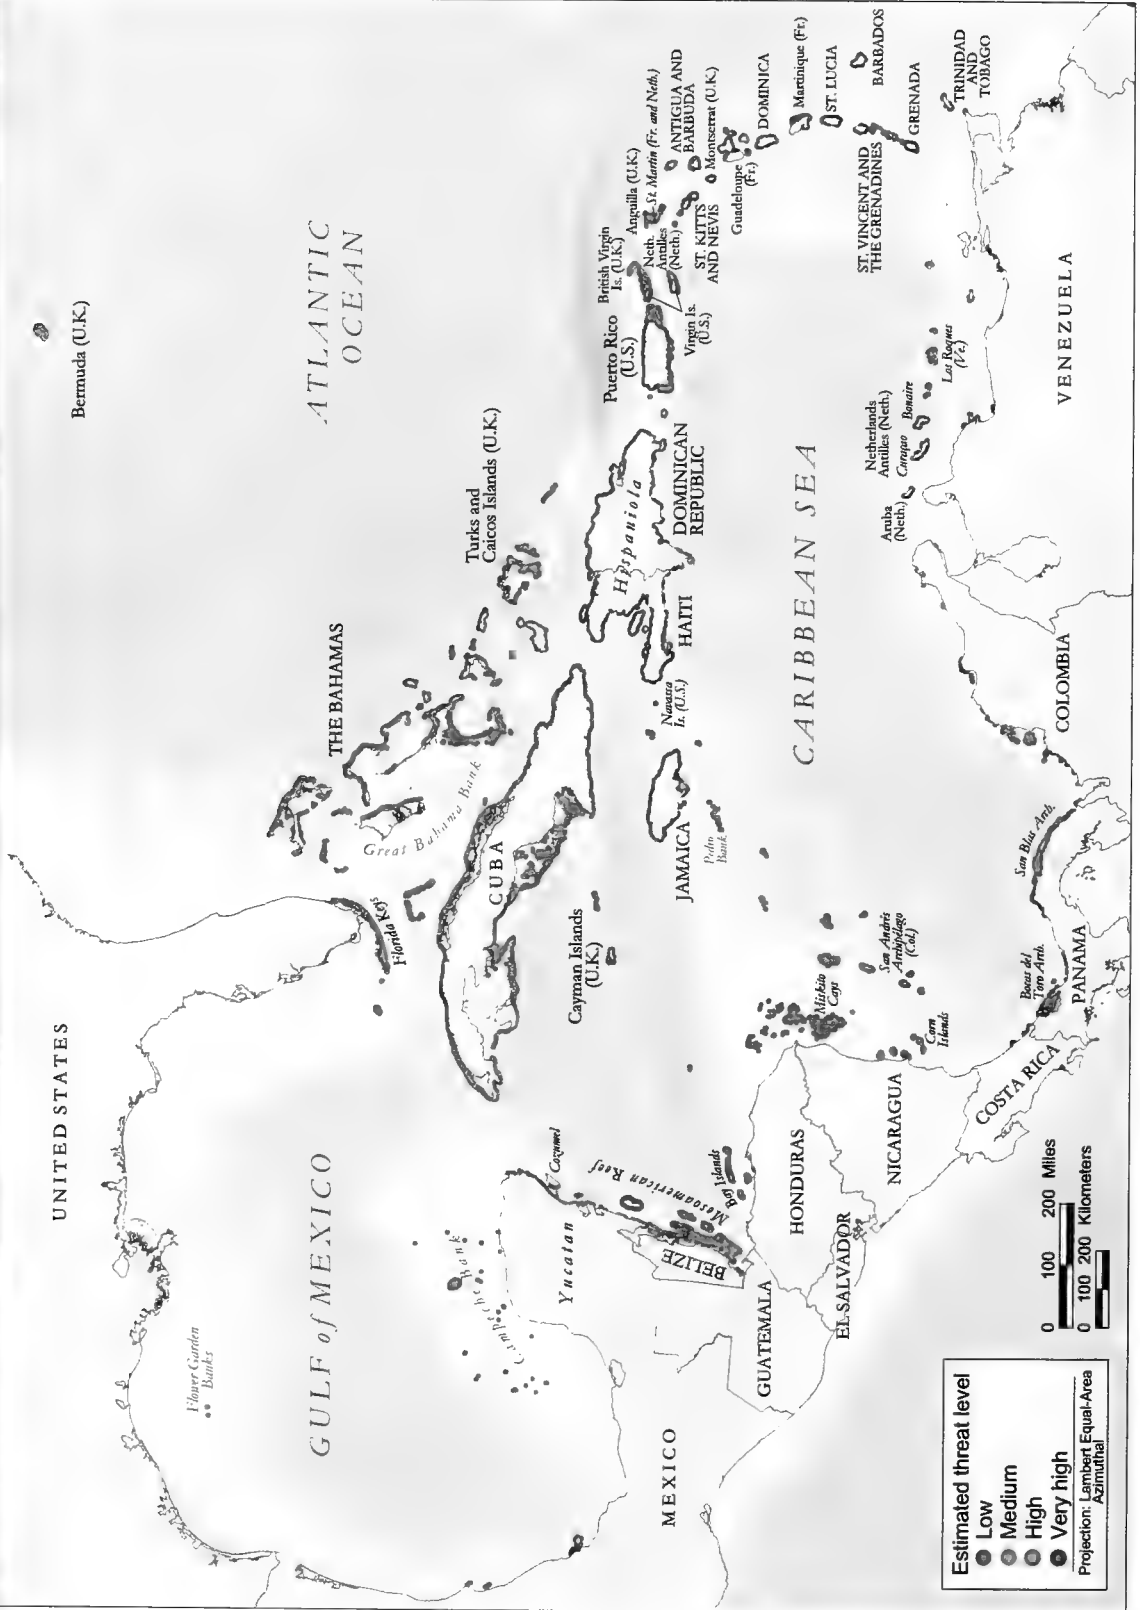 UNITED STATES
Bermuda (U.K.)
ATLANTIC
OCEAN
GULF of MEXICO
Flower Garden
Banks
THE BAHAMAS
Great Bahama Bank
Florida Keys
Turks and
Caicos Islands (U.K.)
CUBA
Cayman Islands
(U.K.)
Campeche Bank
Yucatan
Cozumel
Mesoamerican Reef
Bay Islands
BELIZE
MEXICO
GUATEMALA
HONDURAS
EL SALVADOR
NICARAGUA
COSTA RICA
PANAMA
Bocas del
Toro Arch.
San Blas Arch.
Corn
Islands
Miskito
Cays
San Andrés
Archipélago
(Col.)
JAMAICA
Pedro
Bank
Navassa
Is. (U.S.)
HAITI
Hispaniola
DOMINICAN
REPUBLIC
Puerto Rico
(U.S.)
British Virgin
Is. (U.K.)
Virgin Is.
(U.S.)
Anguilla (U.K.)
St. Martin (Fr. and Neth.)
Neth.
Antilles
(Neth.)
ST. KITTS
AND NEVIS
ANTIGUA AND
BARBUDA
Montserrat (U.K.)
Guadeloupe
(Fr.)
DOMINICA
Martinique (Fr.)
ST. LUCIA
BARBADOS
ST. VINCENT AND
THE GRENADINES
GRENADA
TRINIDAD
AND
TOBAGO
CARIBBEAN SEA
Aruba
(Neth.)
Netherlands
Antilles (Neth.)
Curaçao
Bonaire
Los Roques
(Ve.)
VENEZUELA
COLOMBIA
Estimated threat level
Low
Medium
High
Very high
Projection: Lambert Equal-Area
Azimuthal
0 100 200 Miles
0 100 200 Kilometers